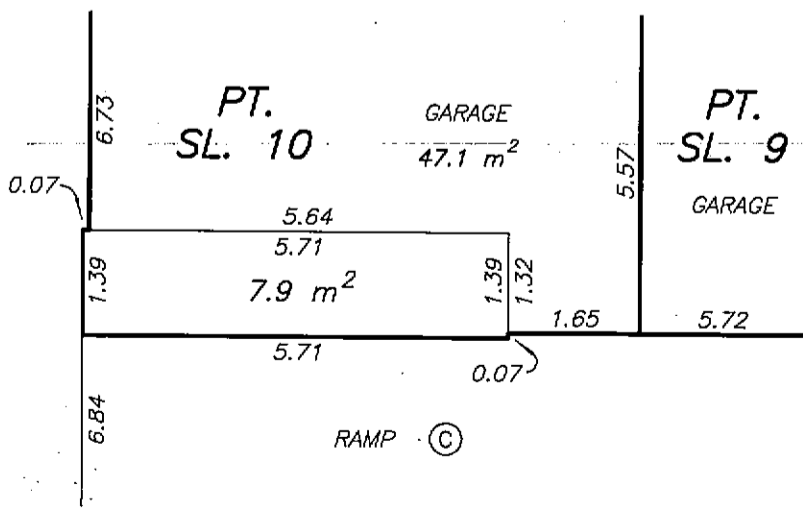 PT.
SL. 10
GARAGE
47.1 m²
PT.
SL. 9
GARAGE
6.73
5.57
0.07
5.64
5.71
1.39
7.9 m²
1.39
1.32
1.65
5.72
5.71
0.07
6.84
RAMP C